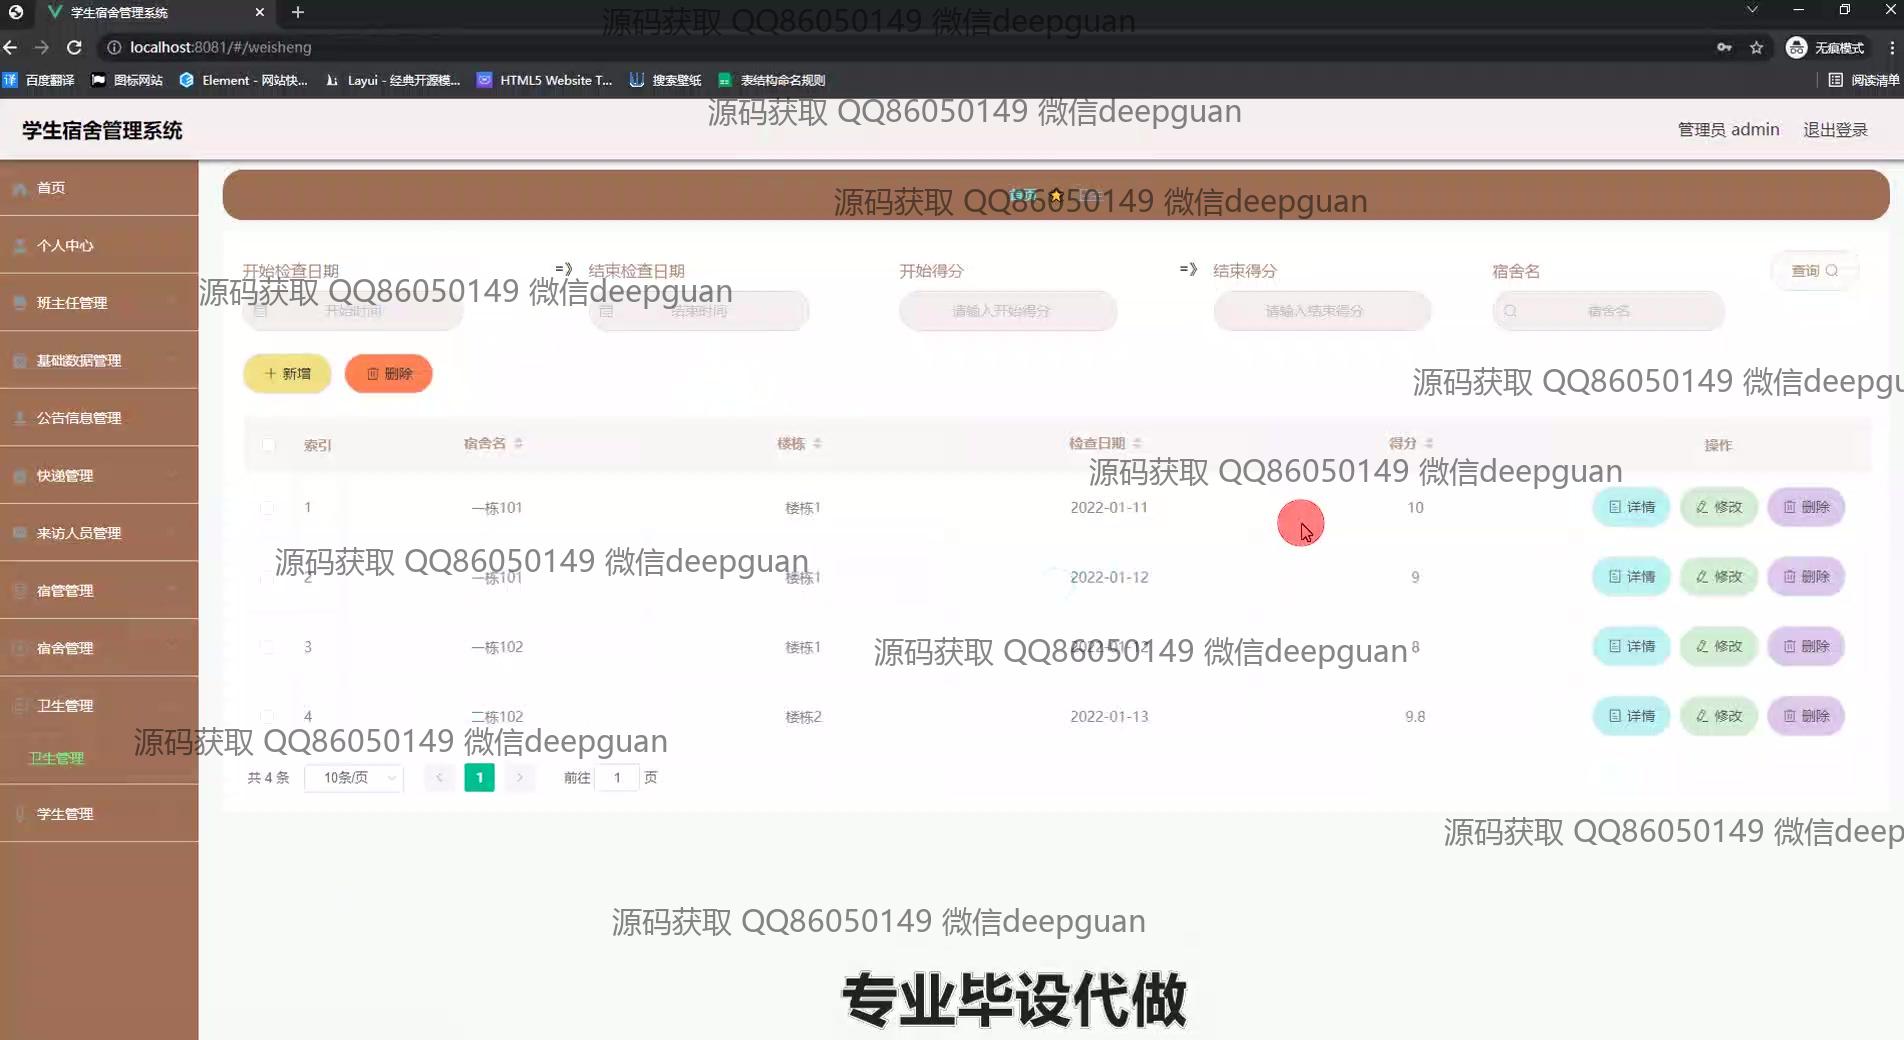 学生宿舍管理系统
源码获取 QQ86050149 微信deepguan
localhost:8081/#/weisheng
无痕模式
百度翻译 图标网站 Element - 网站快... Layui - 经典开源模... HTML5 Website T... 搜索壁纸 表结构命名规则 阅读清单
源码获取 QQ86050149 微信deepguan
学生宿舍管理系统
管理员 admin 退出登录
首页
个人中心
班主任管理
基础数据管理
公告信息管理
快递管理
来访人员管理
宿管管理
宿舍管理
卫生管理
卫生管理
学生管理
首页
源码获取 QQ86050149 微信deepguan
开始检查日期 =》 结束检查日期 开始得分 =》 结束得分 宿舍名 查询
源码获取 QQ86050149 微信deepguan
开始时间 结束时间 请输入开始得分 请输入结束得分 宿舍名
新增 删除
源码获取 QQ86050149 微信deepgu
索引 宿舍名 楼栋 检查日期 得分 操作
源码获取 QQ86050149 微信deepguan
1 一栋101 楼栋1 2022-01-11 10 详情 修改 删除
源码获取 QQ86050149 微信deepguan
2 一栋101 楼栋1 2022-01-12 9 详情 修改 删除
3 一栋102 楼栋1 2022-01-12 8 详情 修改 删除
源码获取 QQ86050149 微信deepguan
4 二栋102 楼栋2 2022-01-13 9.8 详情 修改 删除
源码获取 QQ86050149 微信deepguan
共 4 条 10条/页 1 前往 1 页
源码获取 QQ86050149 微信deep
源码获取 QQ86050149 微信deepguan
专业毕设代做